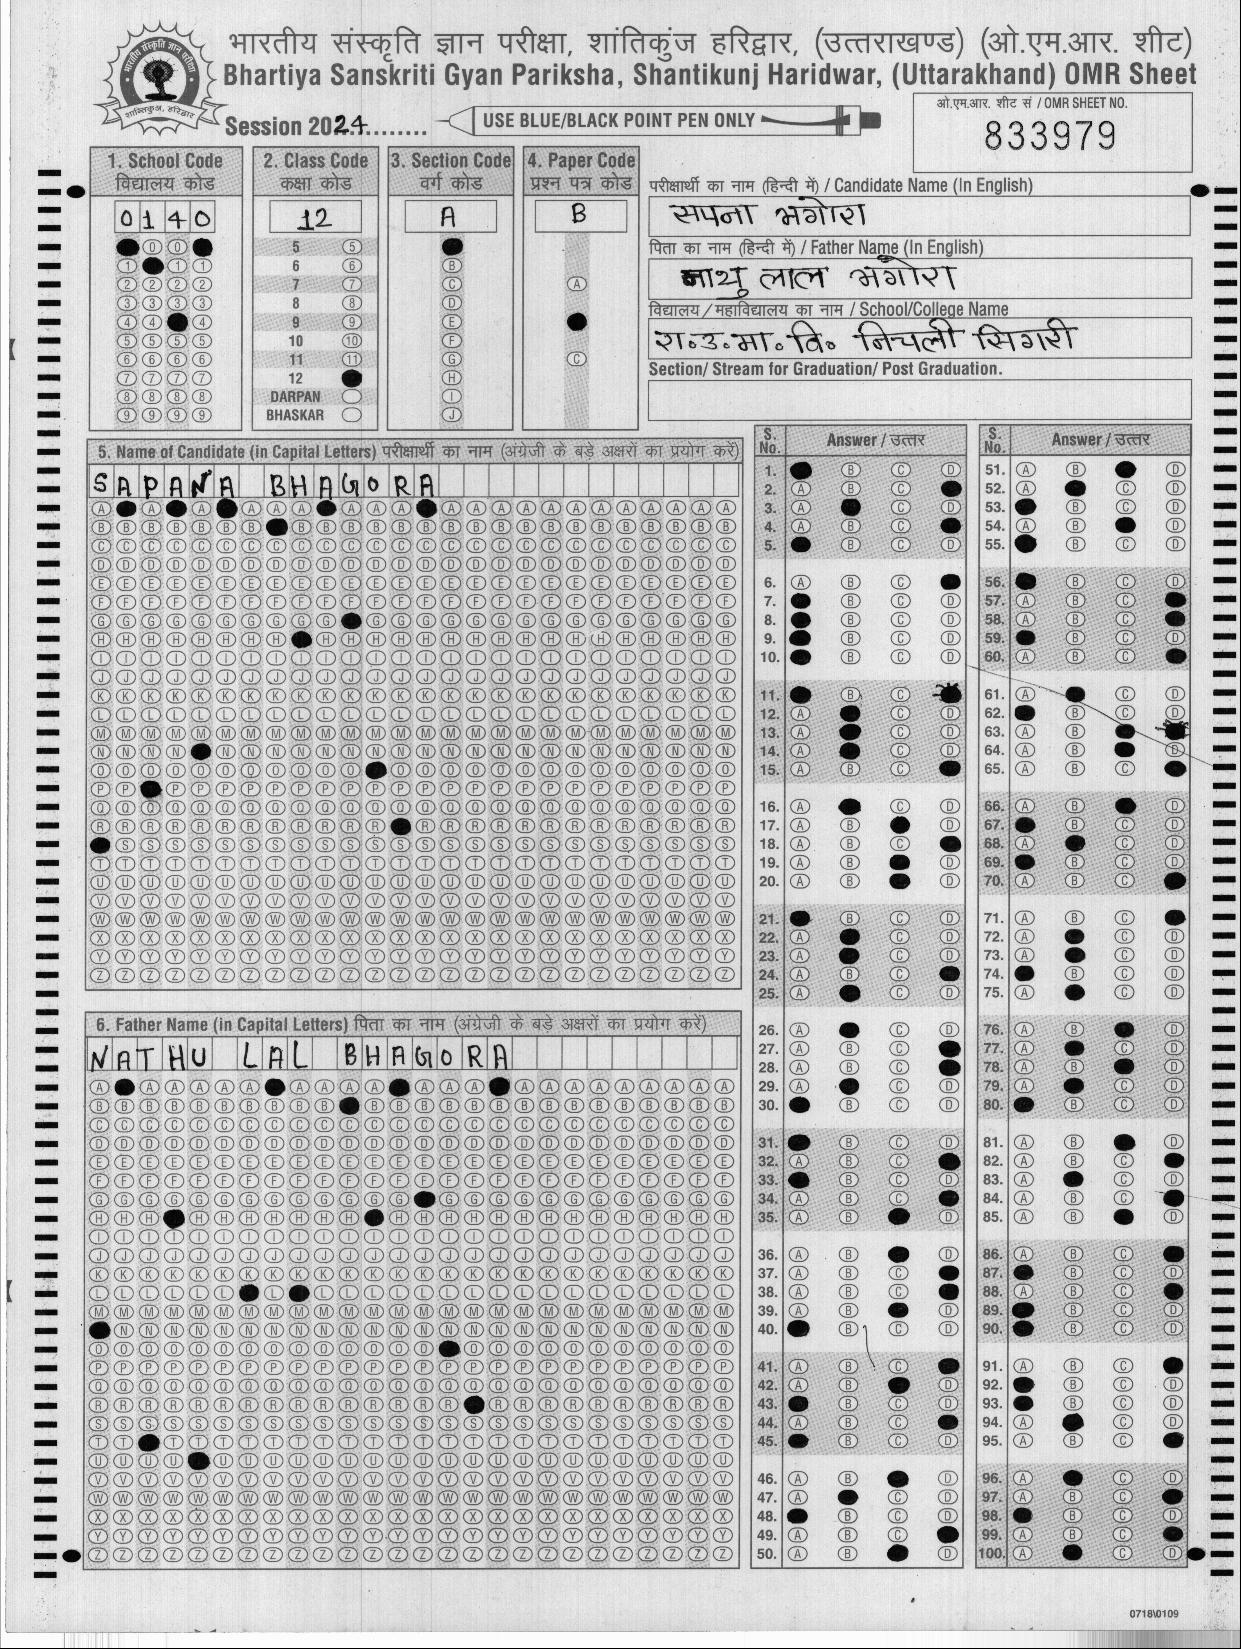 भारतीय संस्कृति ज्ञान परीक्षा, शांतिकुंज हरिद्वार, (उत्तराखण्ड) (ओ.एम.आर. शीट)
Bhartiya Sanskriti Gyan Pariksha, Shantikunj Haridwar, (Uttarakhand) OMR Sheet
Session 2024.........
USE BLUE/BLACK POINT PEN ONLY
ओ.एम.आर. शीट सं / OMR SHEET NO.
833979
1. School Code
विद्यालय कोड
0140
2. Class Code
कक्षा कोड
12
5
6
7
8
9
10
11
12
DARPAN
BHASKAR
3. Section Code
वर्ग कोड
A
4. Paper Code
प्रश्न पत्र कोड
B
परीक्षार्थी का नाम (हिन्दी में) / Candidate Name (In English)
सपना भगोरा
पिता का नाम (हिन्दी में) / Father Name (In English)
नाथु लाल भगोरा
विद्यालय/महाविद्यालय का नाम / School/College Name
रा.उ.मा.वि. निचली सिगरी
Section/ Stream for Graduation/ Post Graduation.
5. Name of Candidate (in Capital Letters) परीक्षार्थी का नाम (अंग्रेजी के बड़े अक्षरों का प्रयोग करें)
SAPANA BHAGORA
6. Father Name (in Capital Letters) पिता का नाम (अंग्रेजी के बड़े अक्षरों का प्रयोग करें)
NATHU LAL BHAGORA
S. No. Answer / उत्तर
S. No. Answer / उत्तर
0718\0109